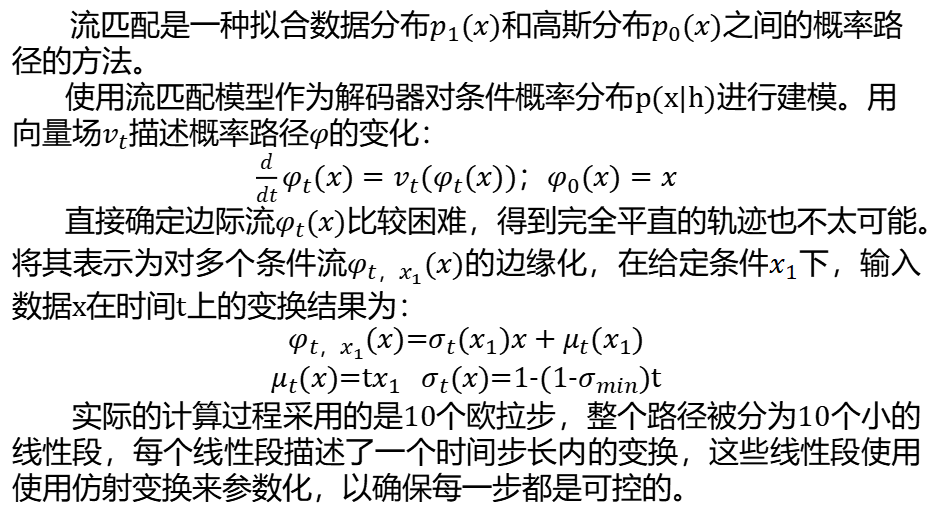 流匹配是一种拟合数据分布𝑝₁(𝑥)和高斯分布𝑝₀(𝑥)之间的概率路
径的方法。
使用流匹配模型作为解码器对条件概率分布p(x|h)进行建模。用
向量场𝑣ₜ描述概率路径𝜑的变化：
d/dt 𝜑ₜ(𝑥) = 𝑣ₜ(𝜑ₜ(𝑥))；𝜑₀(𝑥) = 𝑥
直接确定边际流𝜑ₜ(𝑥)比较困难，得到完全平直的轨迹也不太可能。
将其表示为对多个条件流𝜑ₜ，ₓ₁(𝑥)的边缘化，在给定条件𝑥₁下，输入
数据x在时间t上的变换结果为：
𝜑ₜ，ₓ₁(𝑥)=𝜎ₜ(𝑥₁)𝑥 + 𝜇ₜ(𝑥₁)
𝜇ₜ(𝑥)=t𝑥₁ 𝜎ₜ(𝑥)=1-(1-𝜎ₘᵢₙ)t
实际的计算过程采用的是10个欧拉步，整个路径被分为10个小的
线性段，每个线性段描述了一个时间步长内的变换，这些线性段使用
使用仿射变换来参数化，以确保每一步都是可控的。